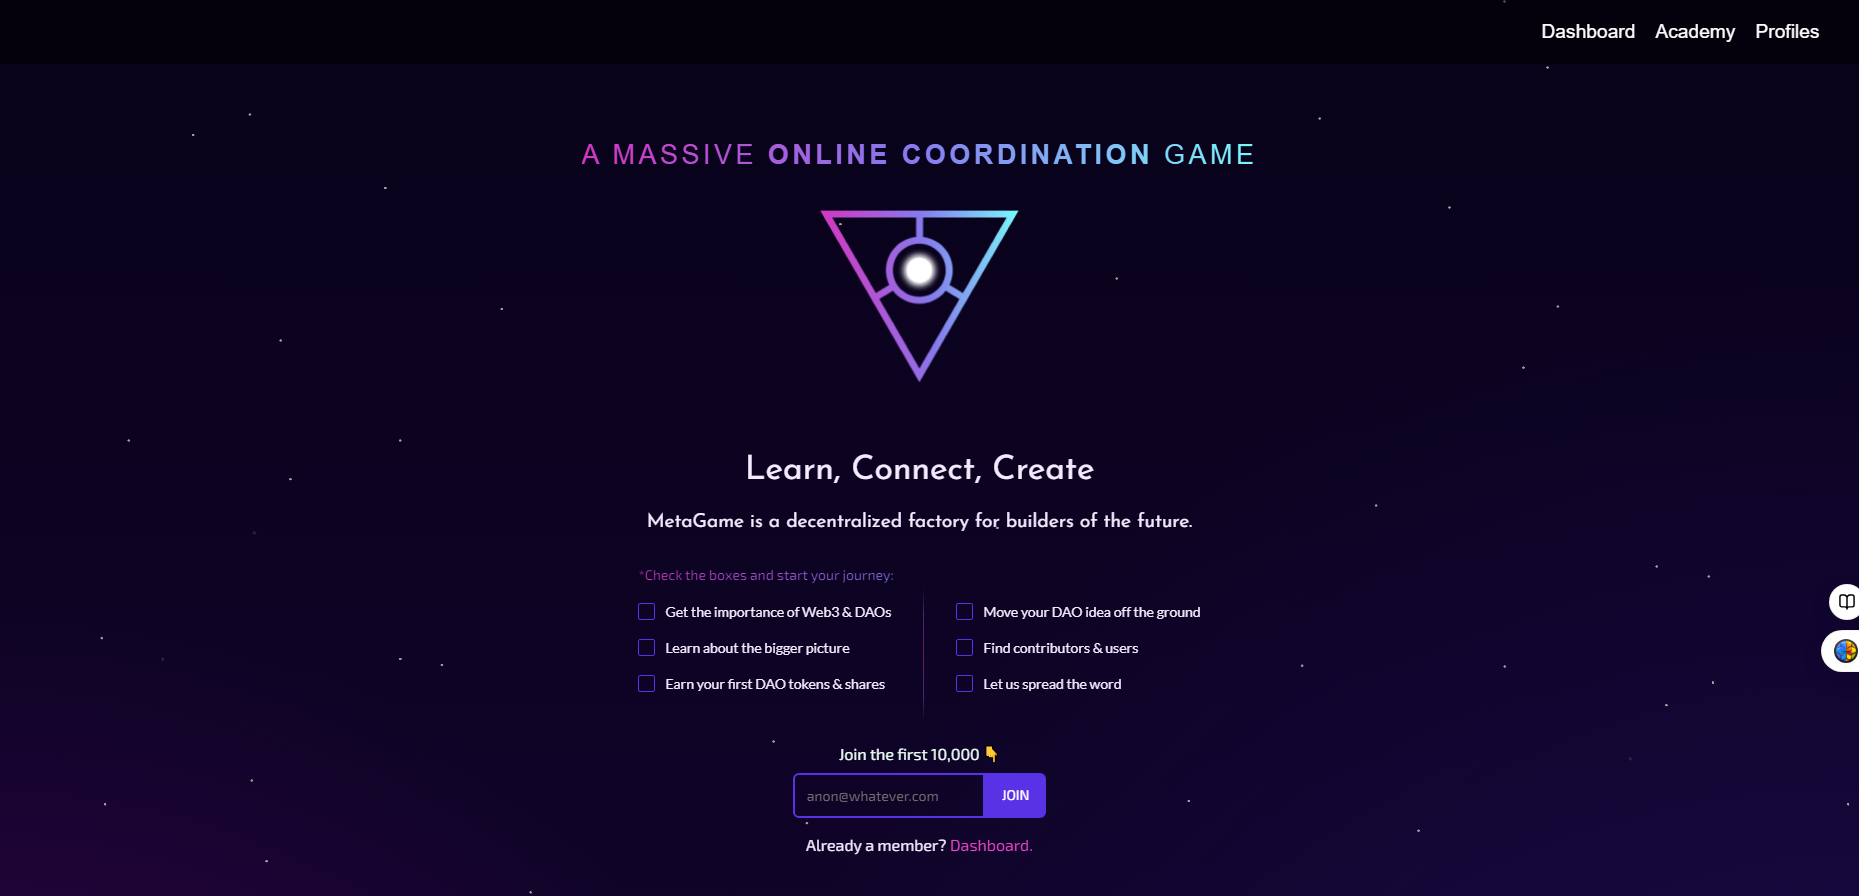 Dashboard Academy Profiles
A MASSIVE ONLINE COORDINATION GAME
Learn, Connect, Create
MetaGame is a decentralized factory for builders of the future.
*Check the boxes and start your journey:
Get the importance of Web3 & DAOs
Learn about the bigger picture
Earn your first DAO tokens & shares
Move your DAO idea off the ground
Find contributors & users
Let us spread the word
Join the first 10,000 👇
anon@whatever.com JOIN
Already a member? Dashboard.